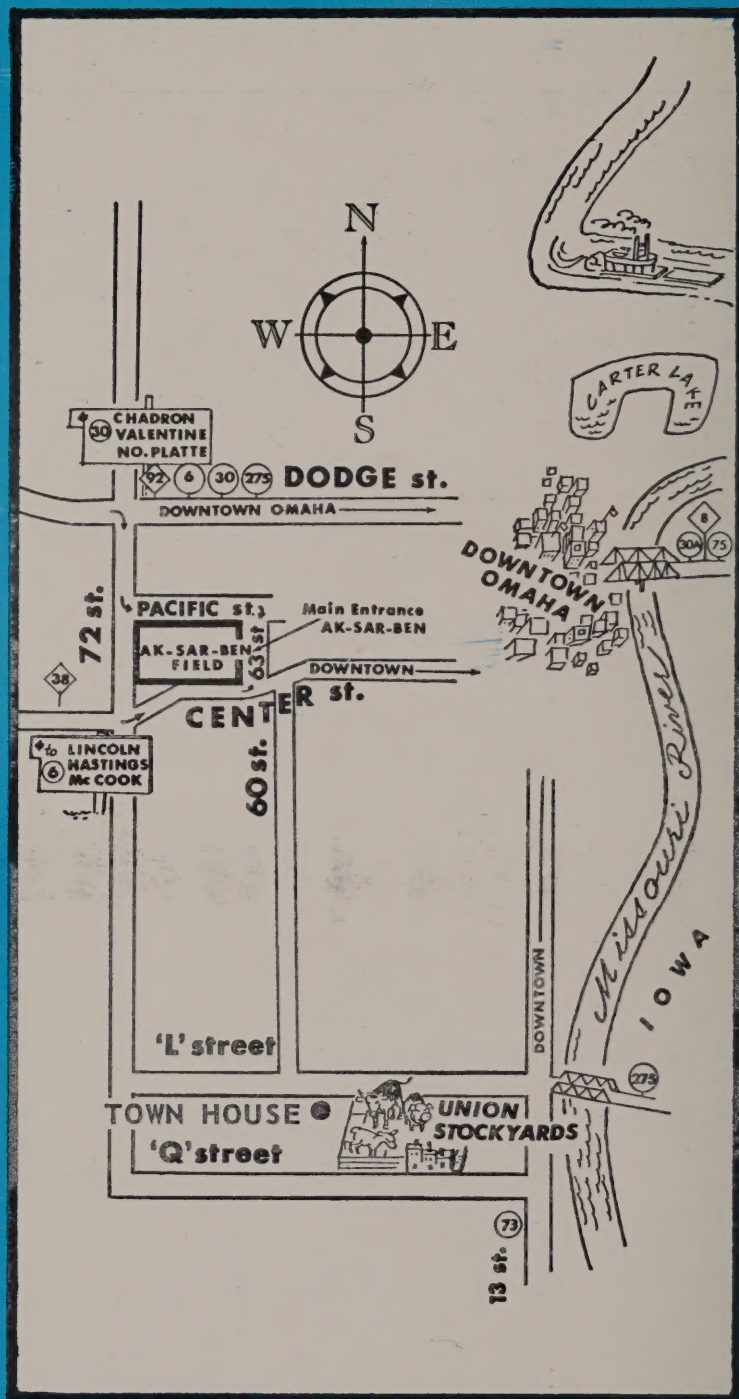 N
W E
S
CARTER LAKE
30 CHADRON
VALENTINE
NO. PLATTE
92 6 30 275 DODGE st.
DOWNTOWN OMAHA
8
30A 75
DOWNTOWN
OMAHA
72 st.
PACIFIC st.
Main Entrance
AK-SAR-BEN
AK-SAR-BEN
FIELD
63 st
DOWNTOWN
38
CENTER st.
to LINCOLN
6 HASTINGS
Mc COOK
60 st.
Missouri River
IOWA
DOWNTOWN
'L' street
275
TOWN HOUSE
UNION
STOCKYARDS
'Q' street
73
13 st.